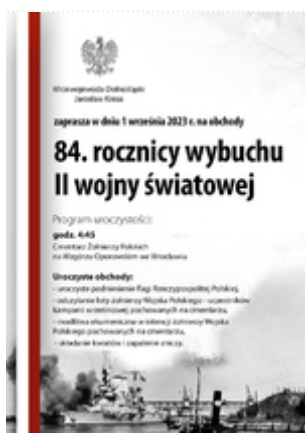 Wicewojewoda Dolnośląski
Jarosław Kresa
zaprasza w dniu 1 września 2023 r. na obchody
84. rocznicy wybuchu
II wojny światowej
Program uroczystości:
godz. 4:45
Cmentarz Żołnierzy Polskich
na Wzgórzu Oporowskim we Wrocławiu
Uroczyste obchody:
- uroczyste podniesienie flagi Rzeczypospolitej Polskiej,
- odczytanie listy żołnierzy Wojska Polskiego - uczestników
kampanii wrześniowej pochowanych na cmentarzu,
- modlitwa ekumeniczna w intencji żołnierzy Wojska
Polskiego pochowanych na cmentarzu,
- składanie kwiatów i zapalenie zniczy.